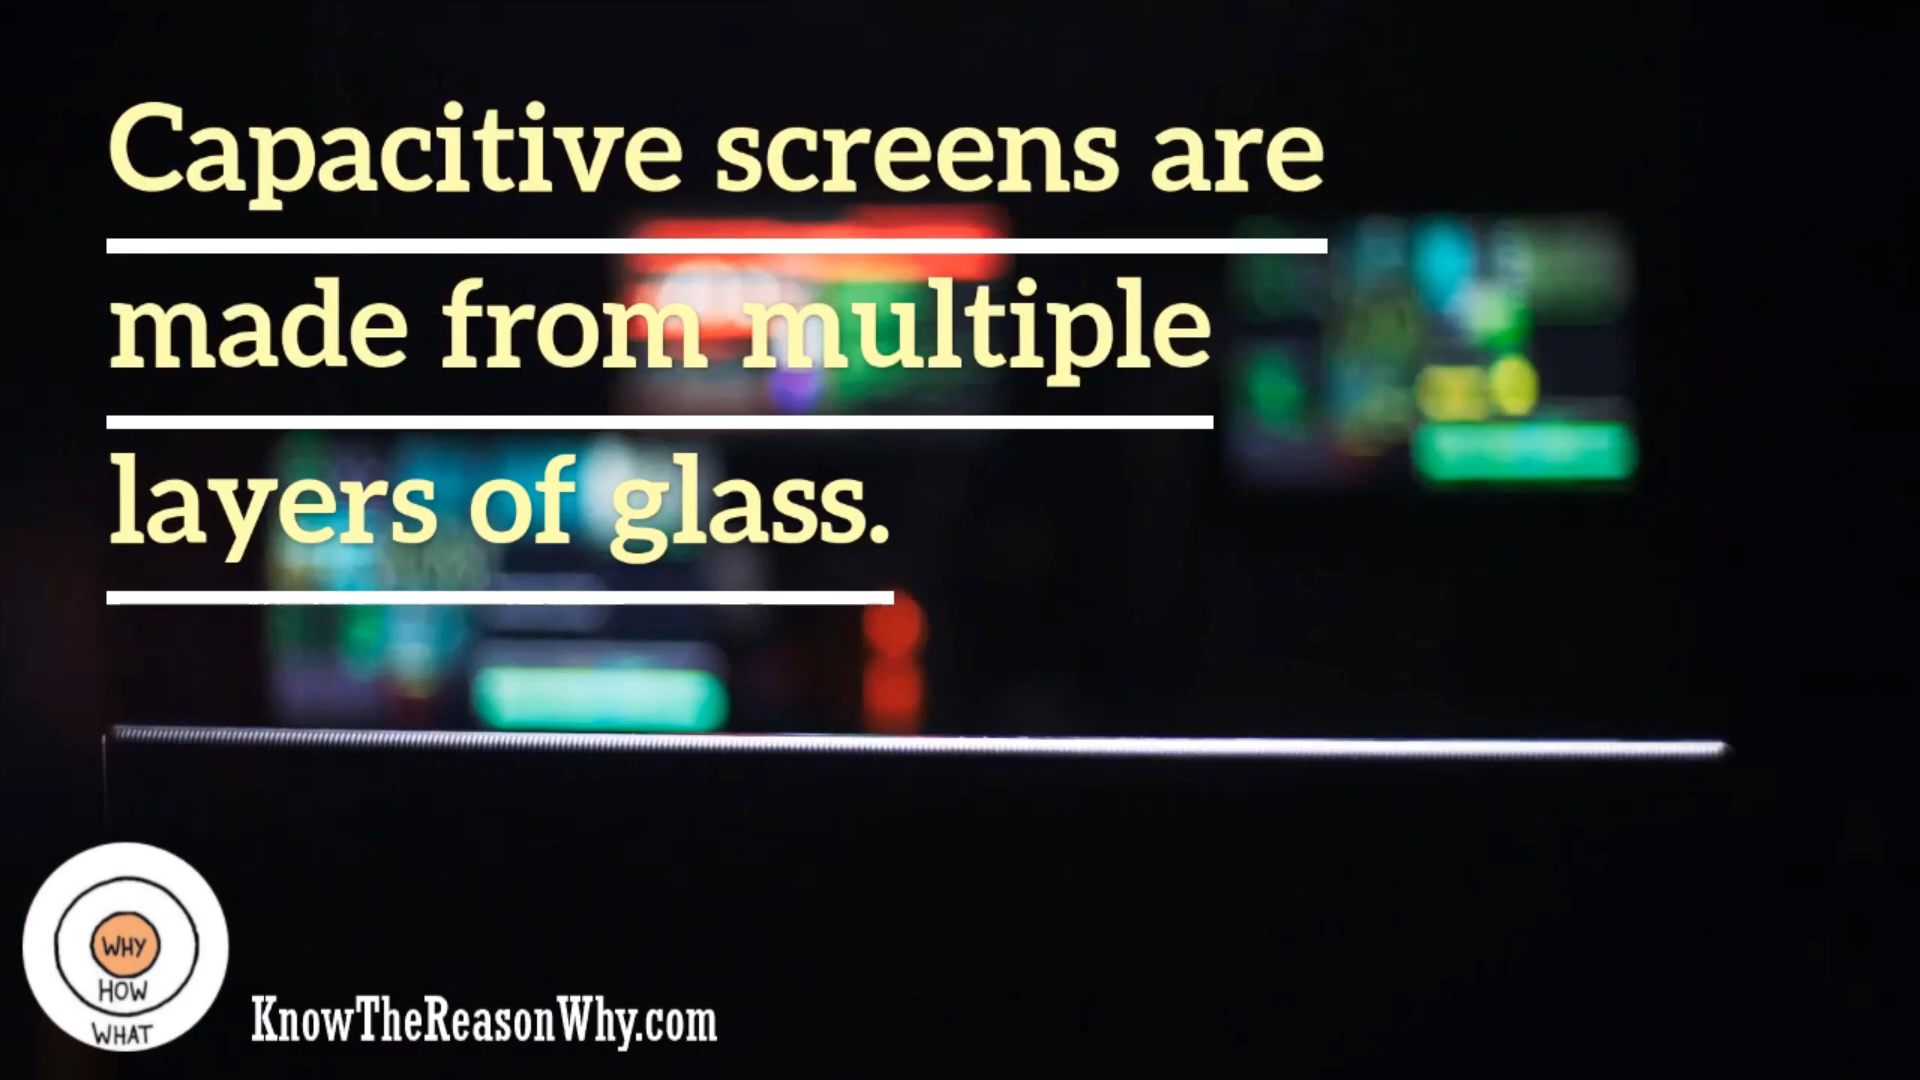 Capacitive screens are
made from multiple
layers of glass.
WHY
HOW
WHAT
KnowTheReasonWhy.com